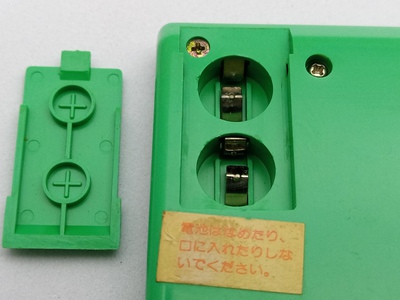 電池はなめたり、
口に入れたりしな
いでください。